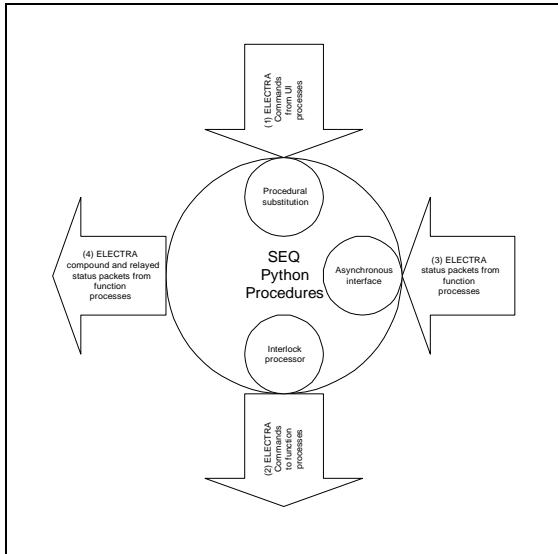 (1) ELECTRA
Commands
from UI
processes
Procedural
substitution
(4) ELECTRA
compound and relayed
status packets from
function
processes
SEQ
Python
Procedures
Asynchronous
interface
(3) ELECTRA
status packets from
function
processes
Interlock
processor
(2) ELECTRA
Commands
to function
processes